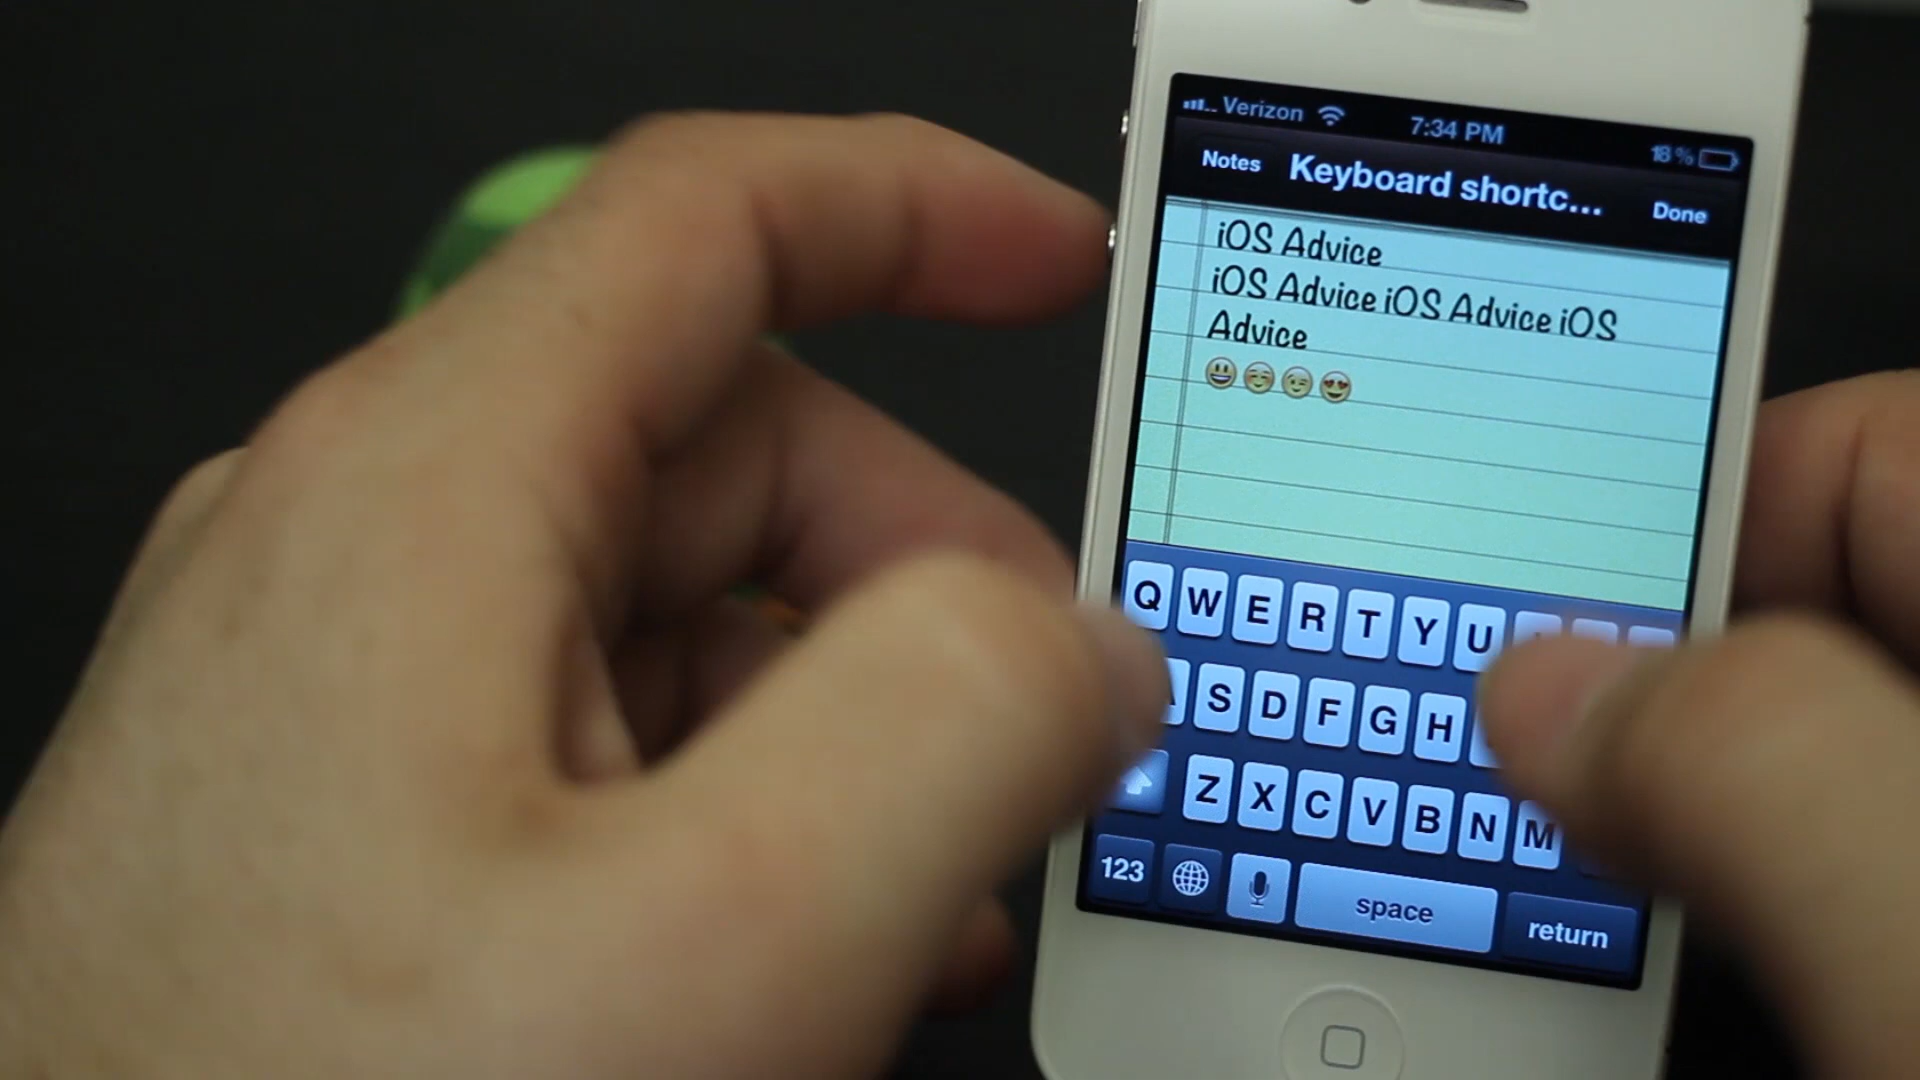 Verizon 7:34 PM 18%
Notes Keyboard shortc... Done
iOS Advice
iOS Advice iOS Advice iOS
Advice
😃☺️😉😍
Q W E R T Y U
S D F G H
Z X C V B N M
123 space return